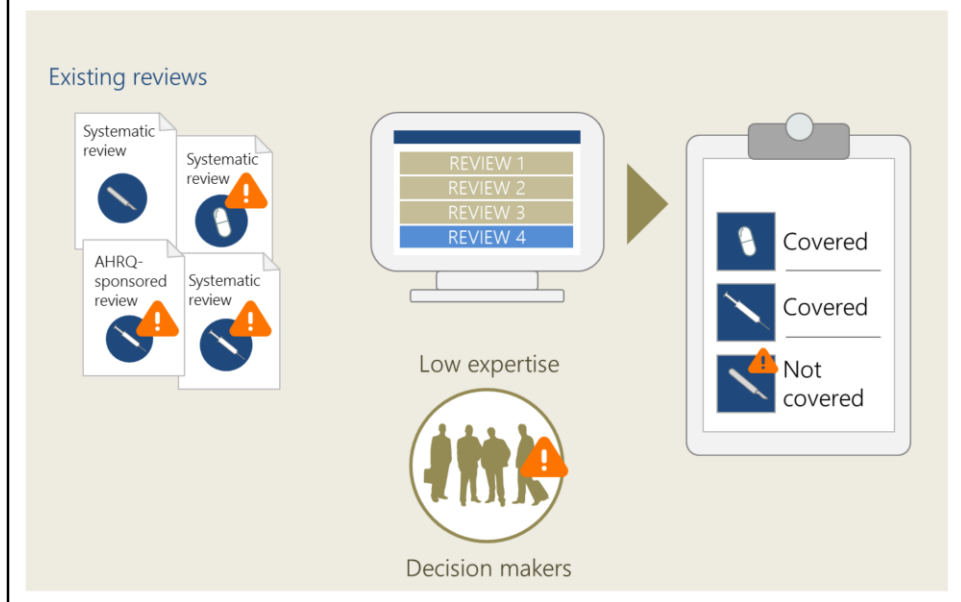 Existing reviews
Systematic
review
Systematic
review
AHRQ-
sponsored
review
Systematic
review
REVIEW 1
REVIEW 2
REVIEW 3
REVIEW 4
Low expertise
Decision makers
Covered
Covered
Not
covered